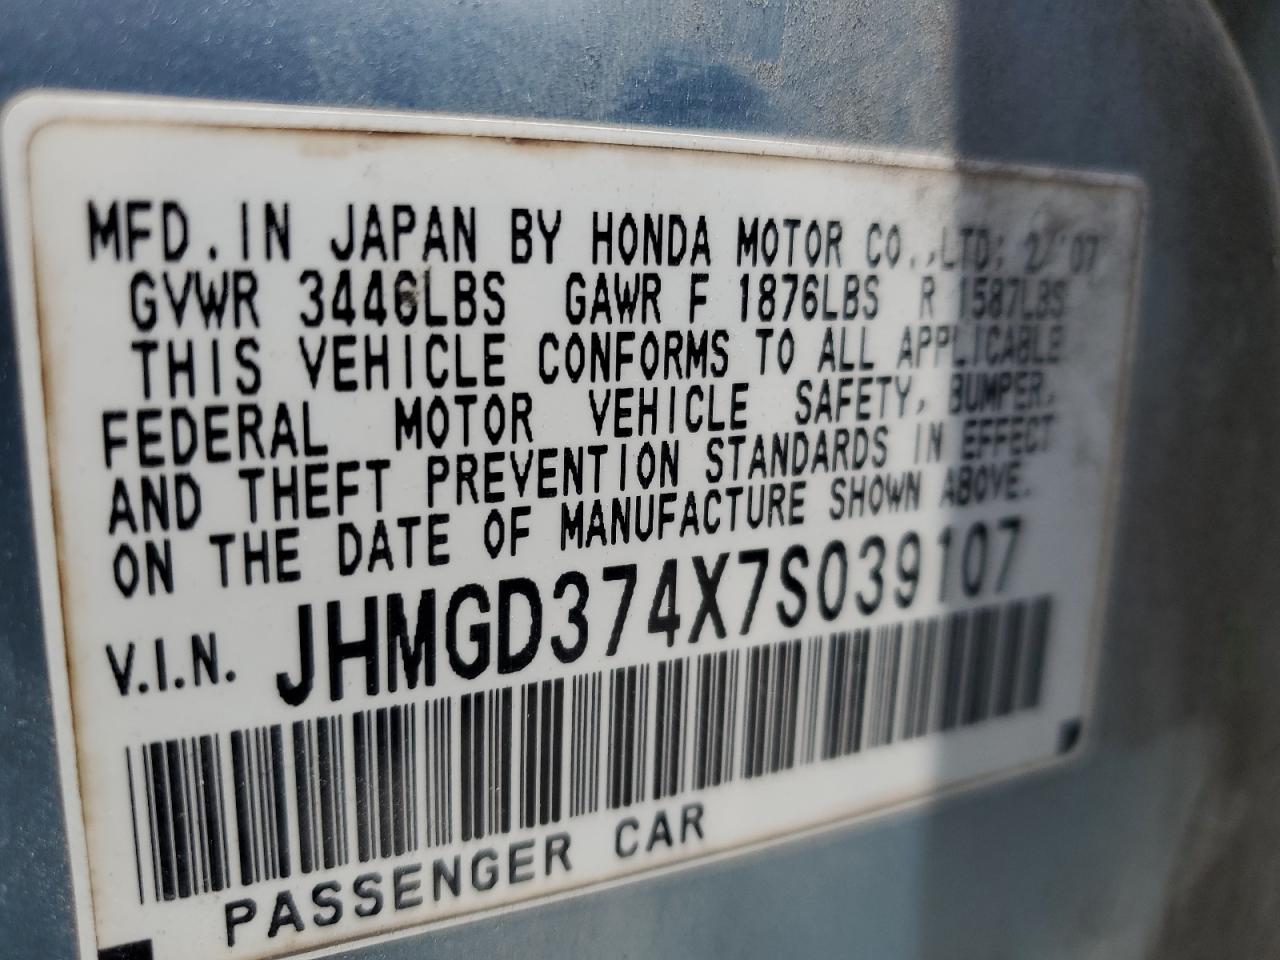 MFD. IN JAPAN BY HONDA MOTOR CO., LTD; 2/'07
GVWR 3446LBS GAWR F 1876LBS R 1587LBS
THIS VEHICLE CONFORMS TO ALL APPLICABLE
FEDERAL MOTOR VEHICLE SAFETY, BUMPER,
AND THEFT PREVENTION STANDARDS IN EFFECT
ON THE DATE OF MANUFACTURE SHOWN ABOVE.
V.I.N. JHMGD374X7S039107
PASSENGER CAR